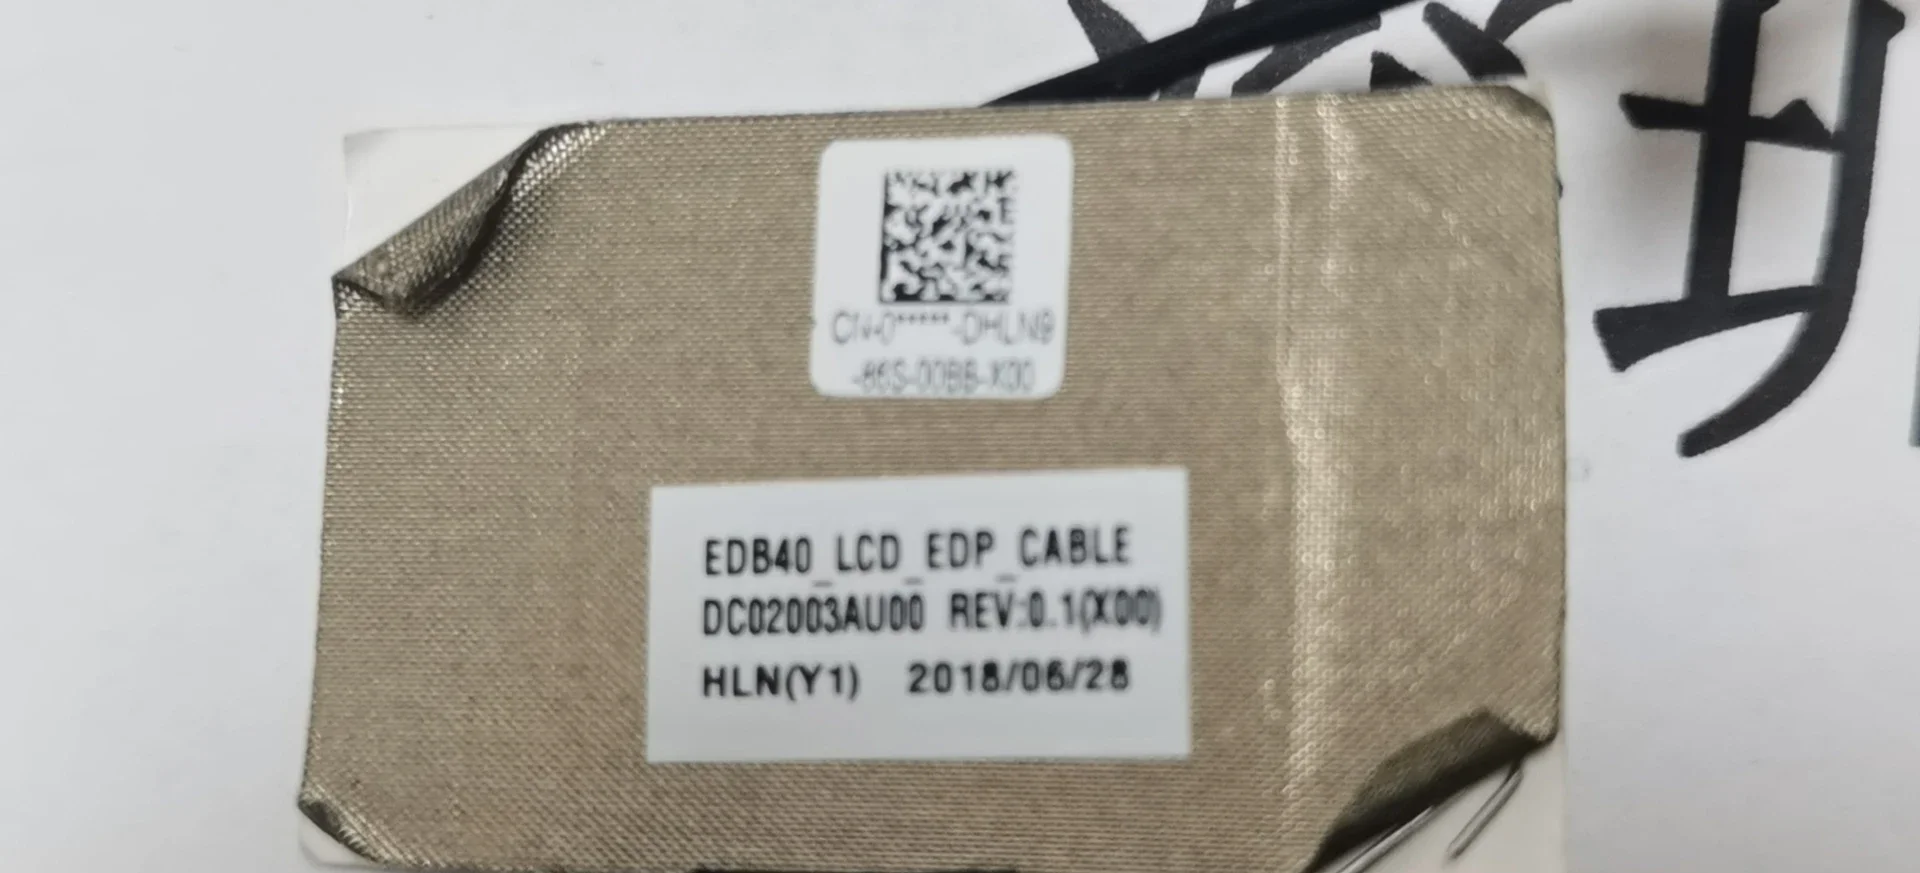 CN-0*****-DHLN9
-86S-00BB-X00
EDB40_LCD_EDP_CABLE
DC02003AU00 REV:0.1(X00)
HLN(Y1) 2018/06/28